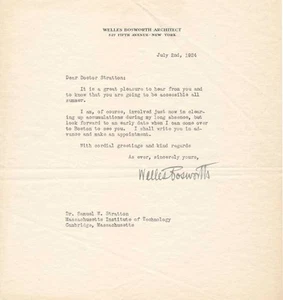 WELLES BOSWORTH ARCHITECT
NEW YORK
July 2nd, 1924
Dear Doctor Stratton:
It is a great pleasure to hear from you and
to know that you are going to be accessible all
summer.
I am, of course, involved just now in clear-
ing up accumulations during my long absence, but
look forward to an early date when I can come over
to Boston to see you. I shall write you in ad-
vance and make an appointment.
With cordial greetings and kind regards
As ever, sincerely yours,
Welles Bosworth
Dr. Samuel W. Stratton
Massachusetts Institute of Technology
Cambridge, Massachusetts